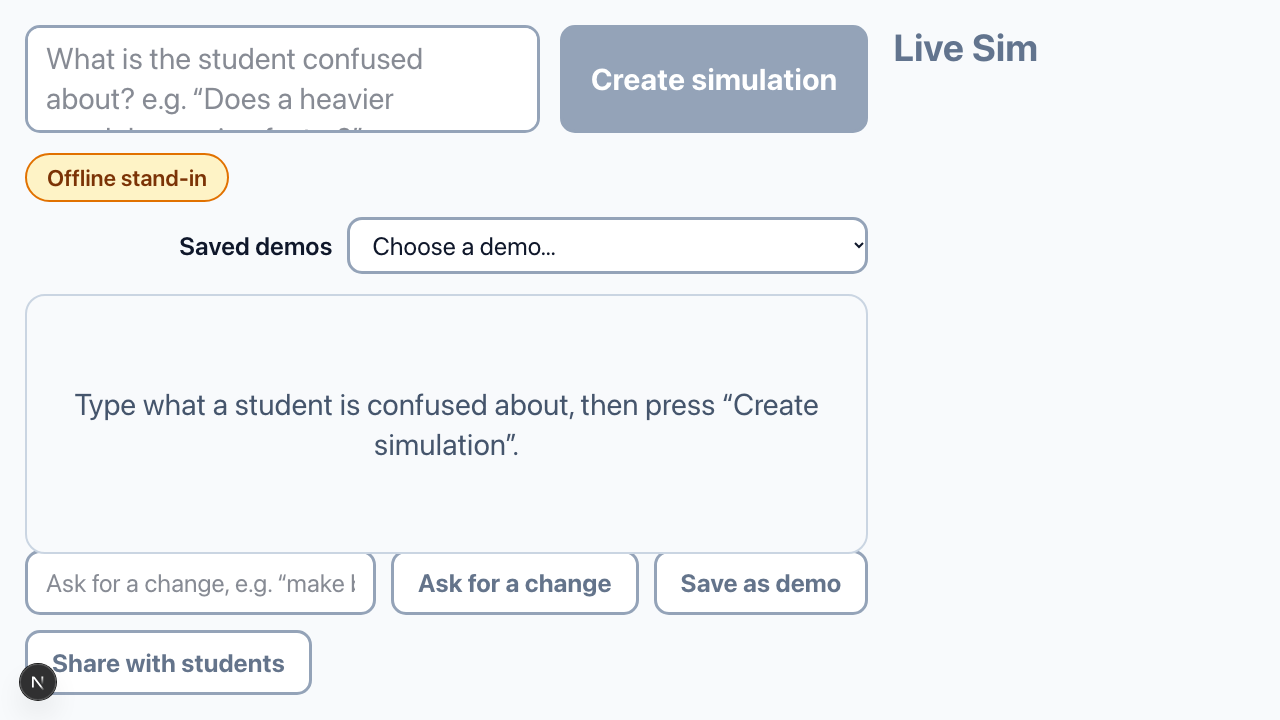 What is the student confused
about? e.g. “Does a heavier
Create simulation
Live Sim
Offline stand-in
Saved demos
Choose a demo...
Type what a student is confused about, then press “Create
simulation”.
Ask for a change, e.g. “make
Ask for a change
Save as demo
Share with students
N